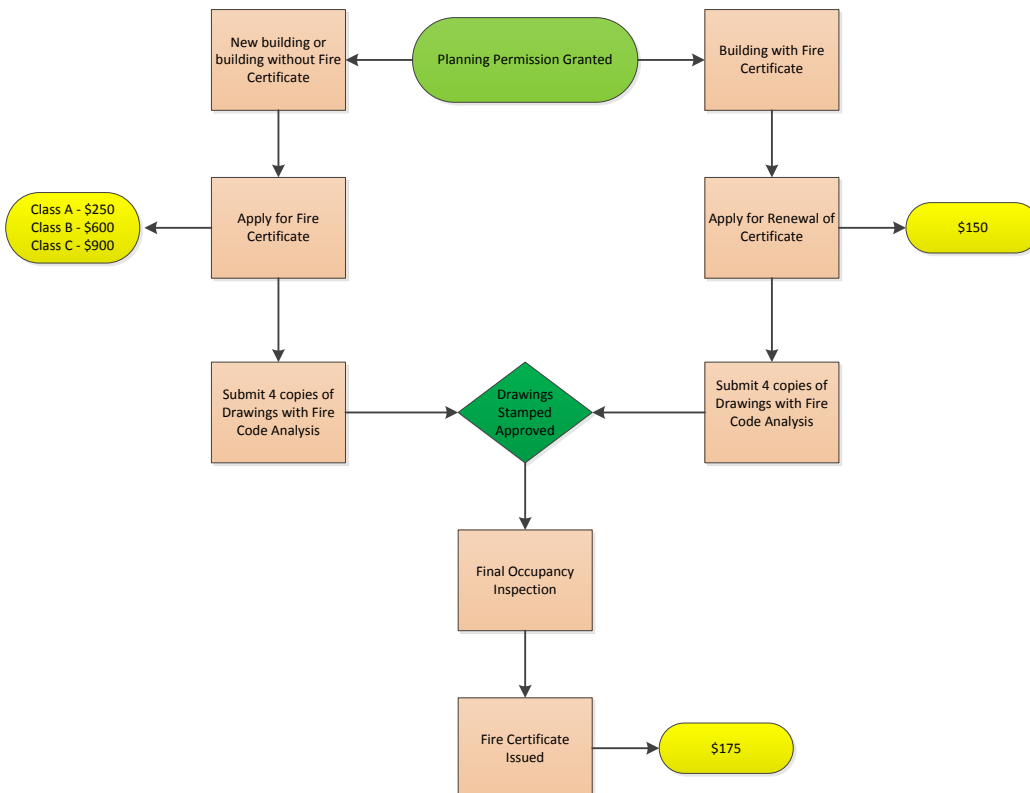 New building or
building without Fire
Certificate
Planning Permission Granted
Building with Fire
Certificate
Class A - $250
Class B - $600
Class C - $900
Apply for Fire
Certificate
Apply for Renewal of
Certificate
$150
Submit 4 copies of
Drawings with Fire
Code Analysis
Drawings
Stamped
Approved
Submit 4 copies of
Drawings with Fire
Code Analysis
Final Occupancy
Inspection
Fire Certificate
Issued
$175